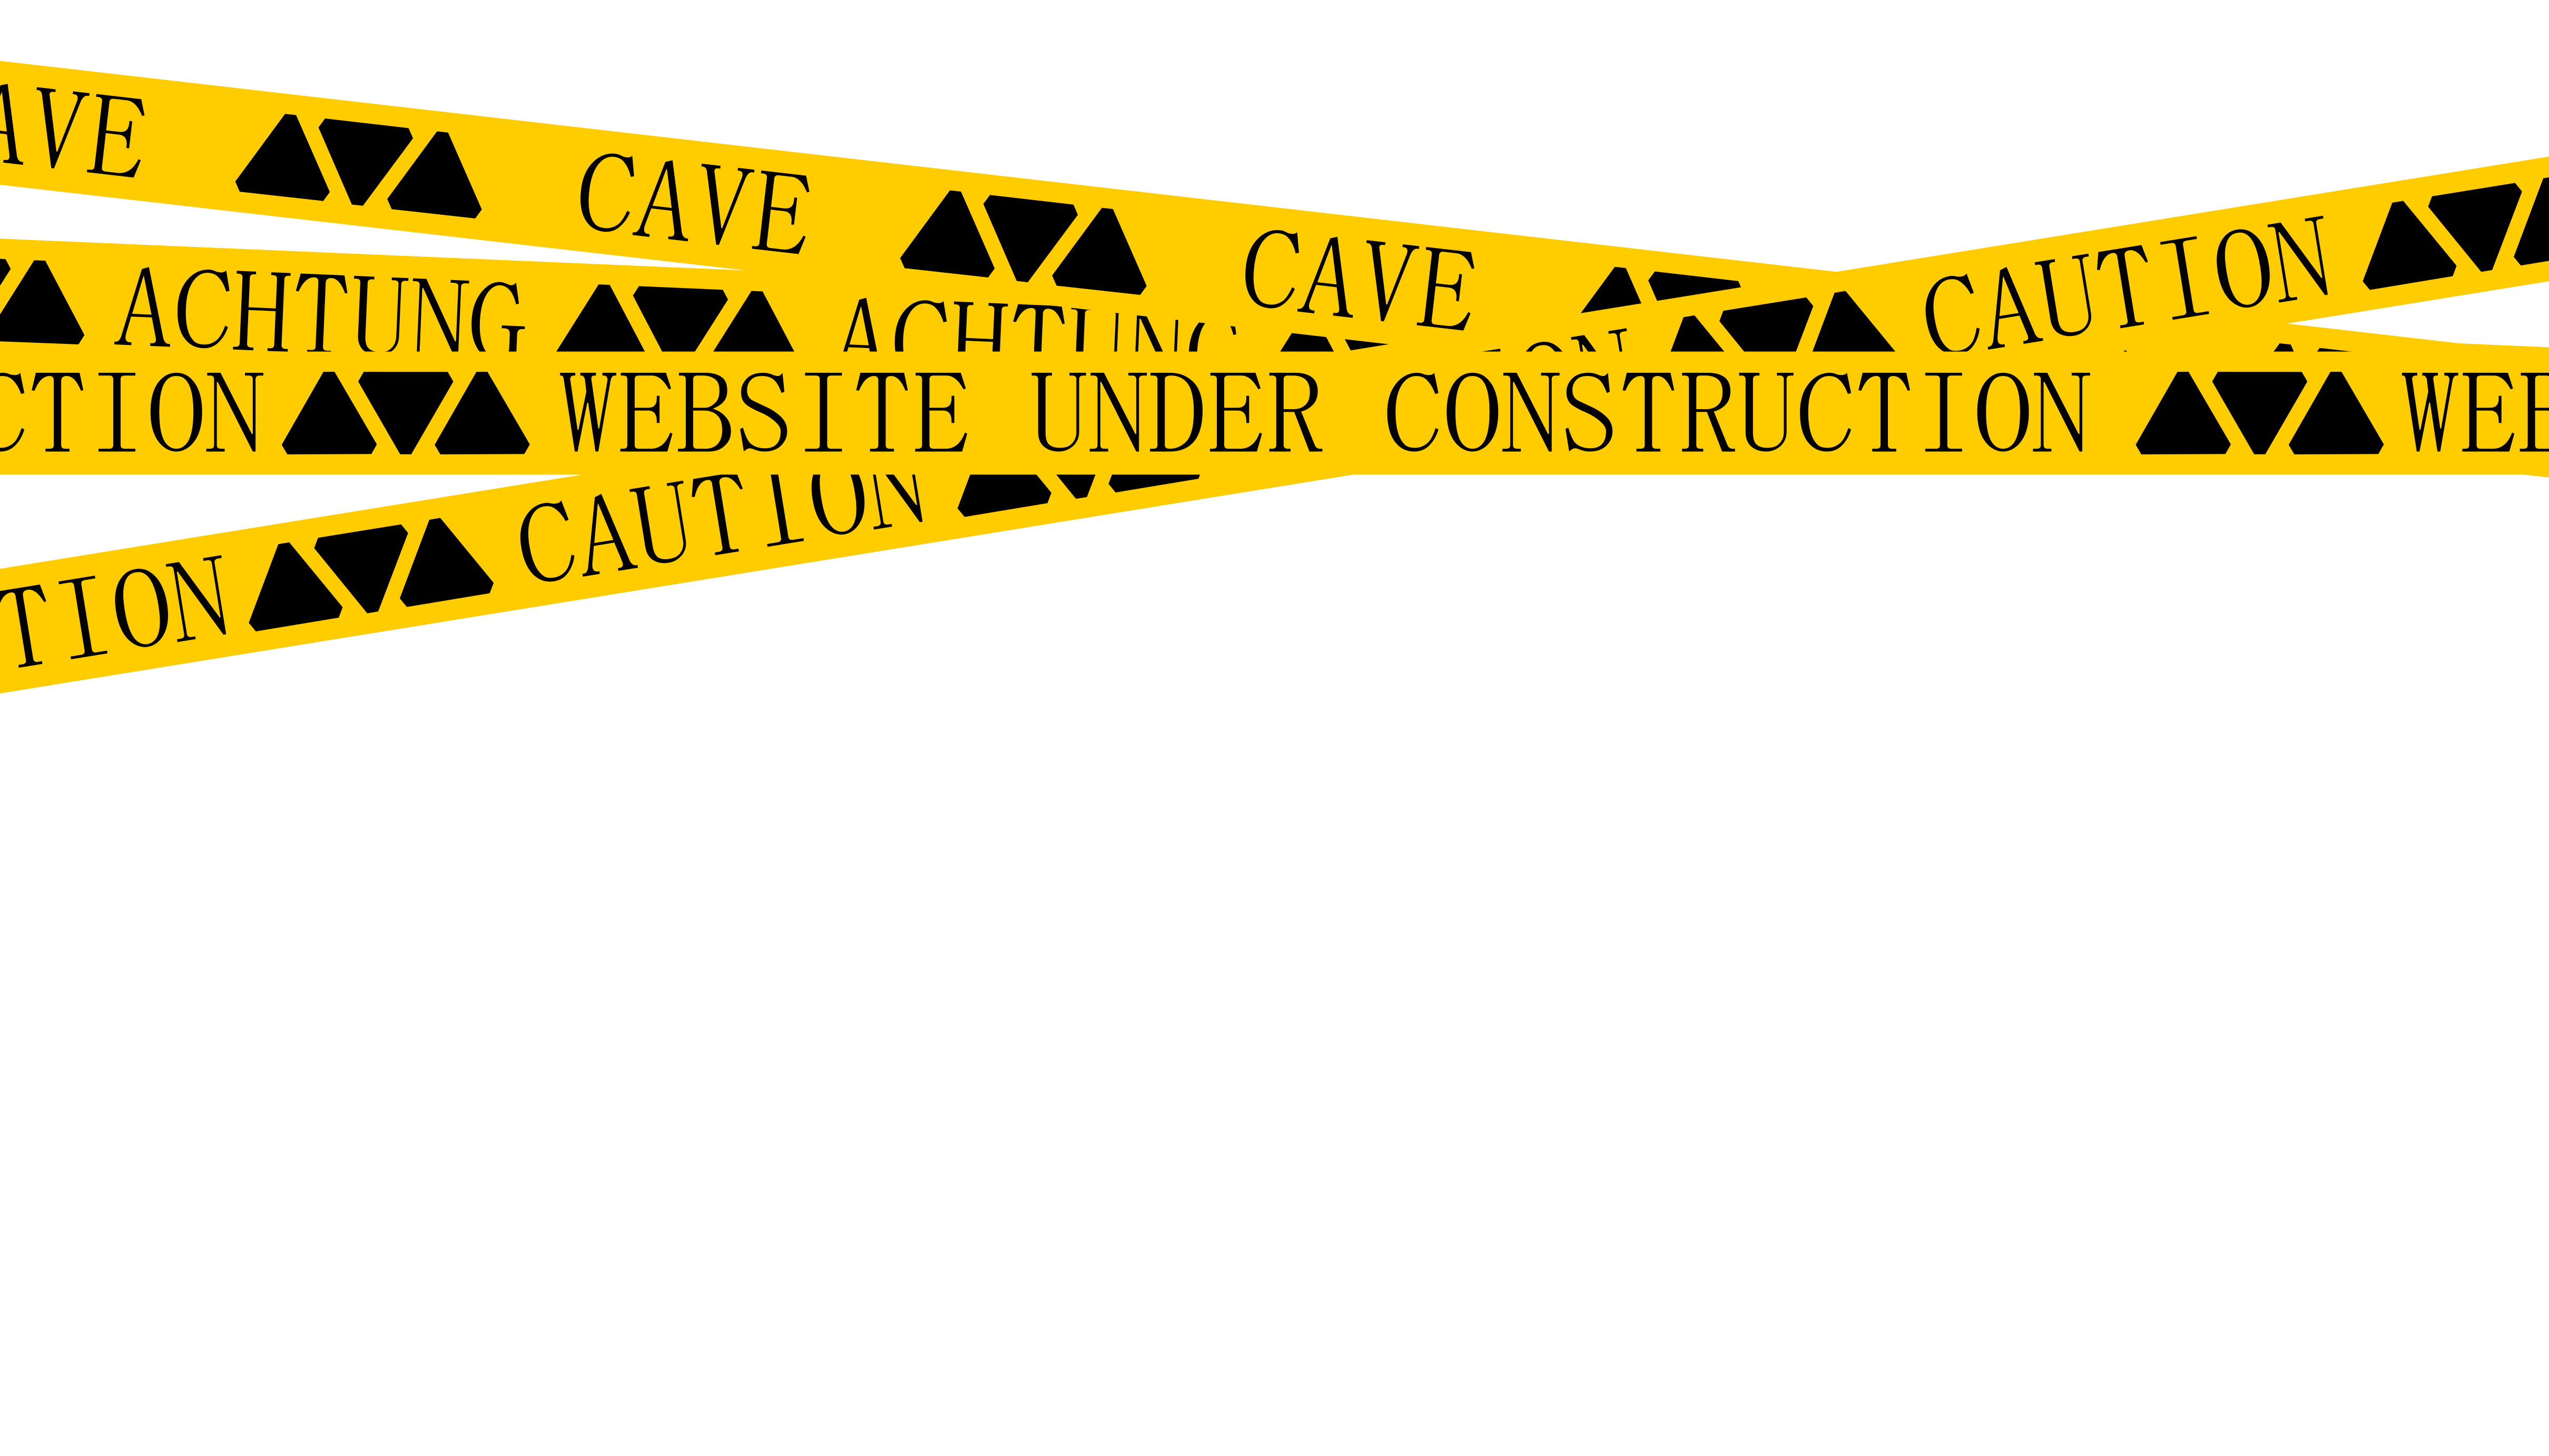 AVE CAVE CAVE
ACHTUNG ACHTUNG
CAUTION
CTION WEBSITE UNDER CONSTRUCTION WEB
TION CAUTION